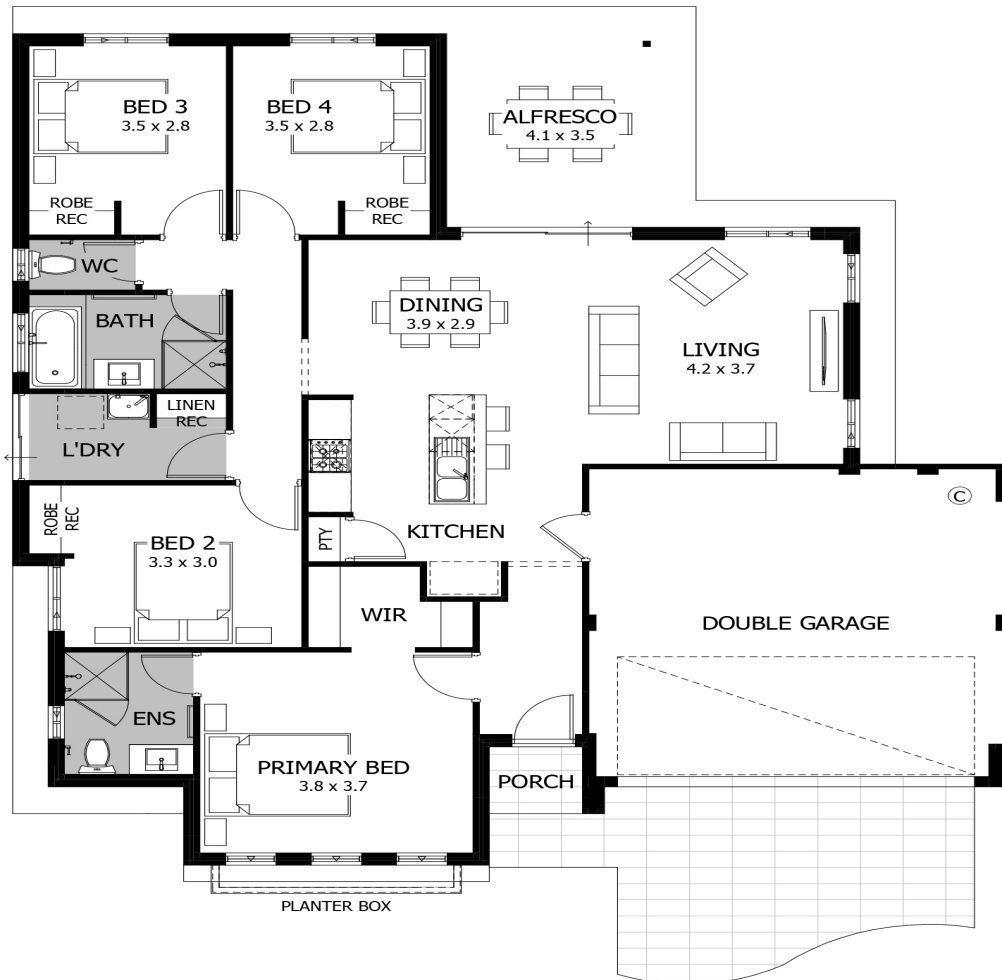 BED 3
3.5 x 2.8
BED 4
3.5 x 2.8
ALFRESCO
4.1 x 3.5
ROBE
REC
ROBE
REC
WC
BATH
DINING
3.9 x 2.9
LIVING
4.2 x 3.7
LINEN
REC
L'DRY
ROBE
REC
BED 2
3.3 x 3.0
PTY
KITCHEN
C
WIR
DOUBLE GARAGE
ENS
PRIMARY BED
3.8 x 3.7
PORCH
PLANTER BOX